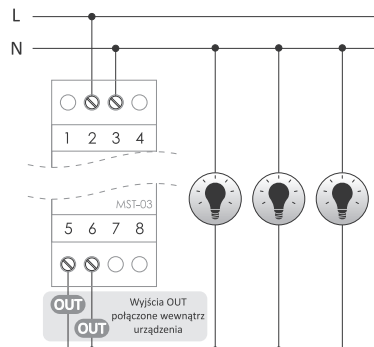 L
N
1 2 3 4
MST-03
5 6 7 8
OUT
OUT
Wyjścia OUT
połączone wewnątrz
urządzenia